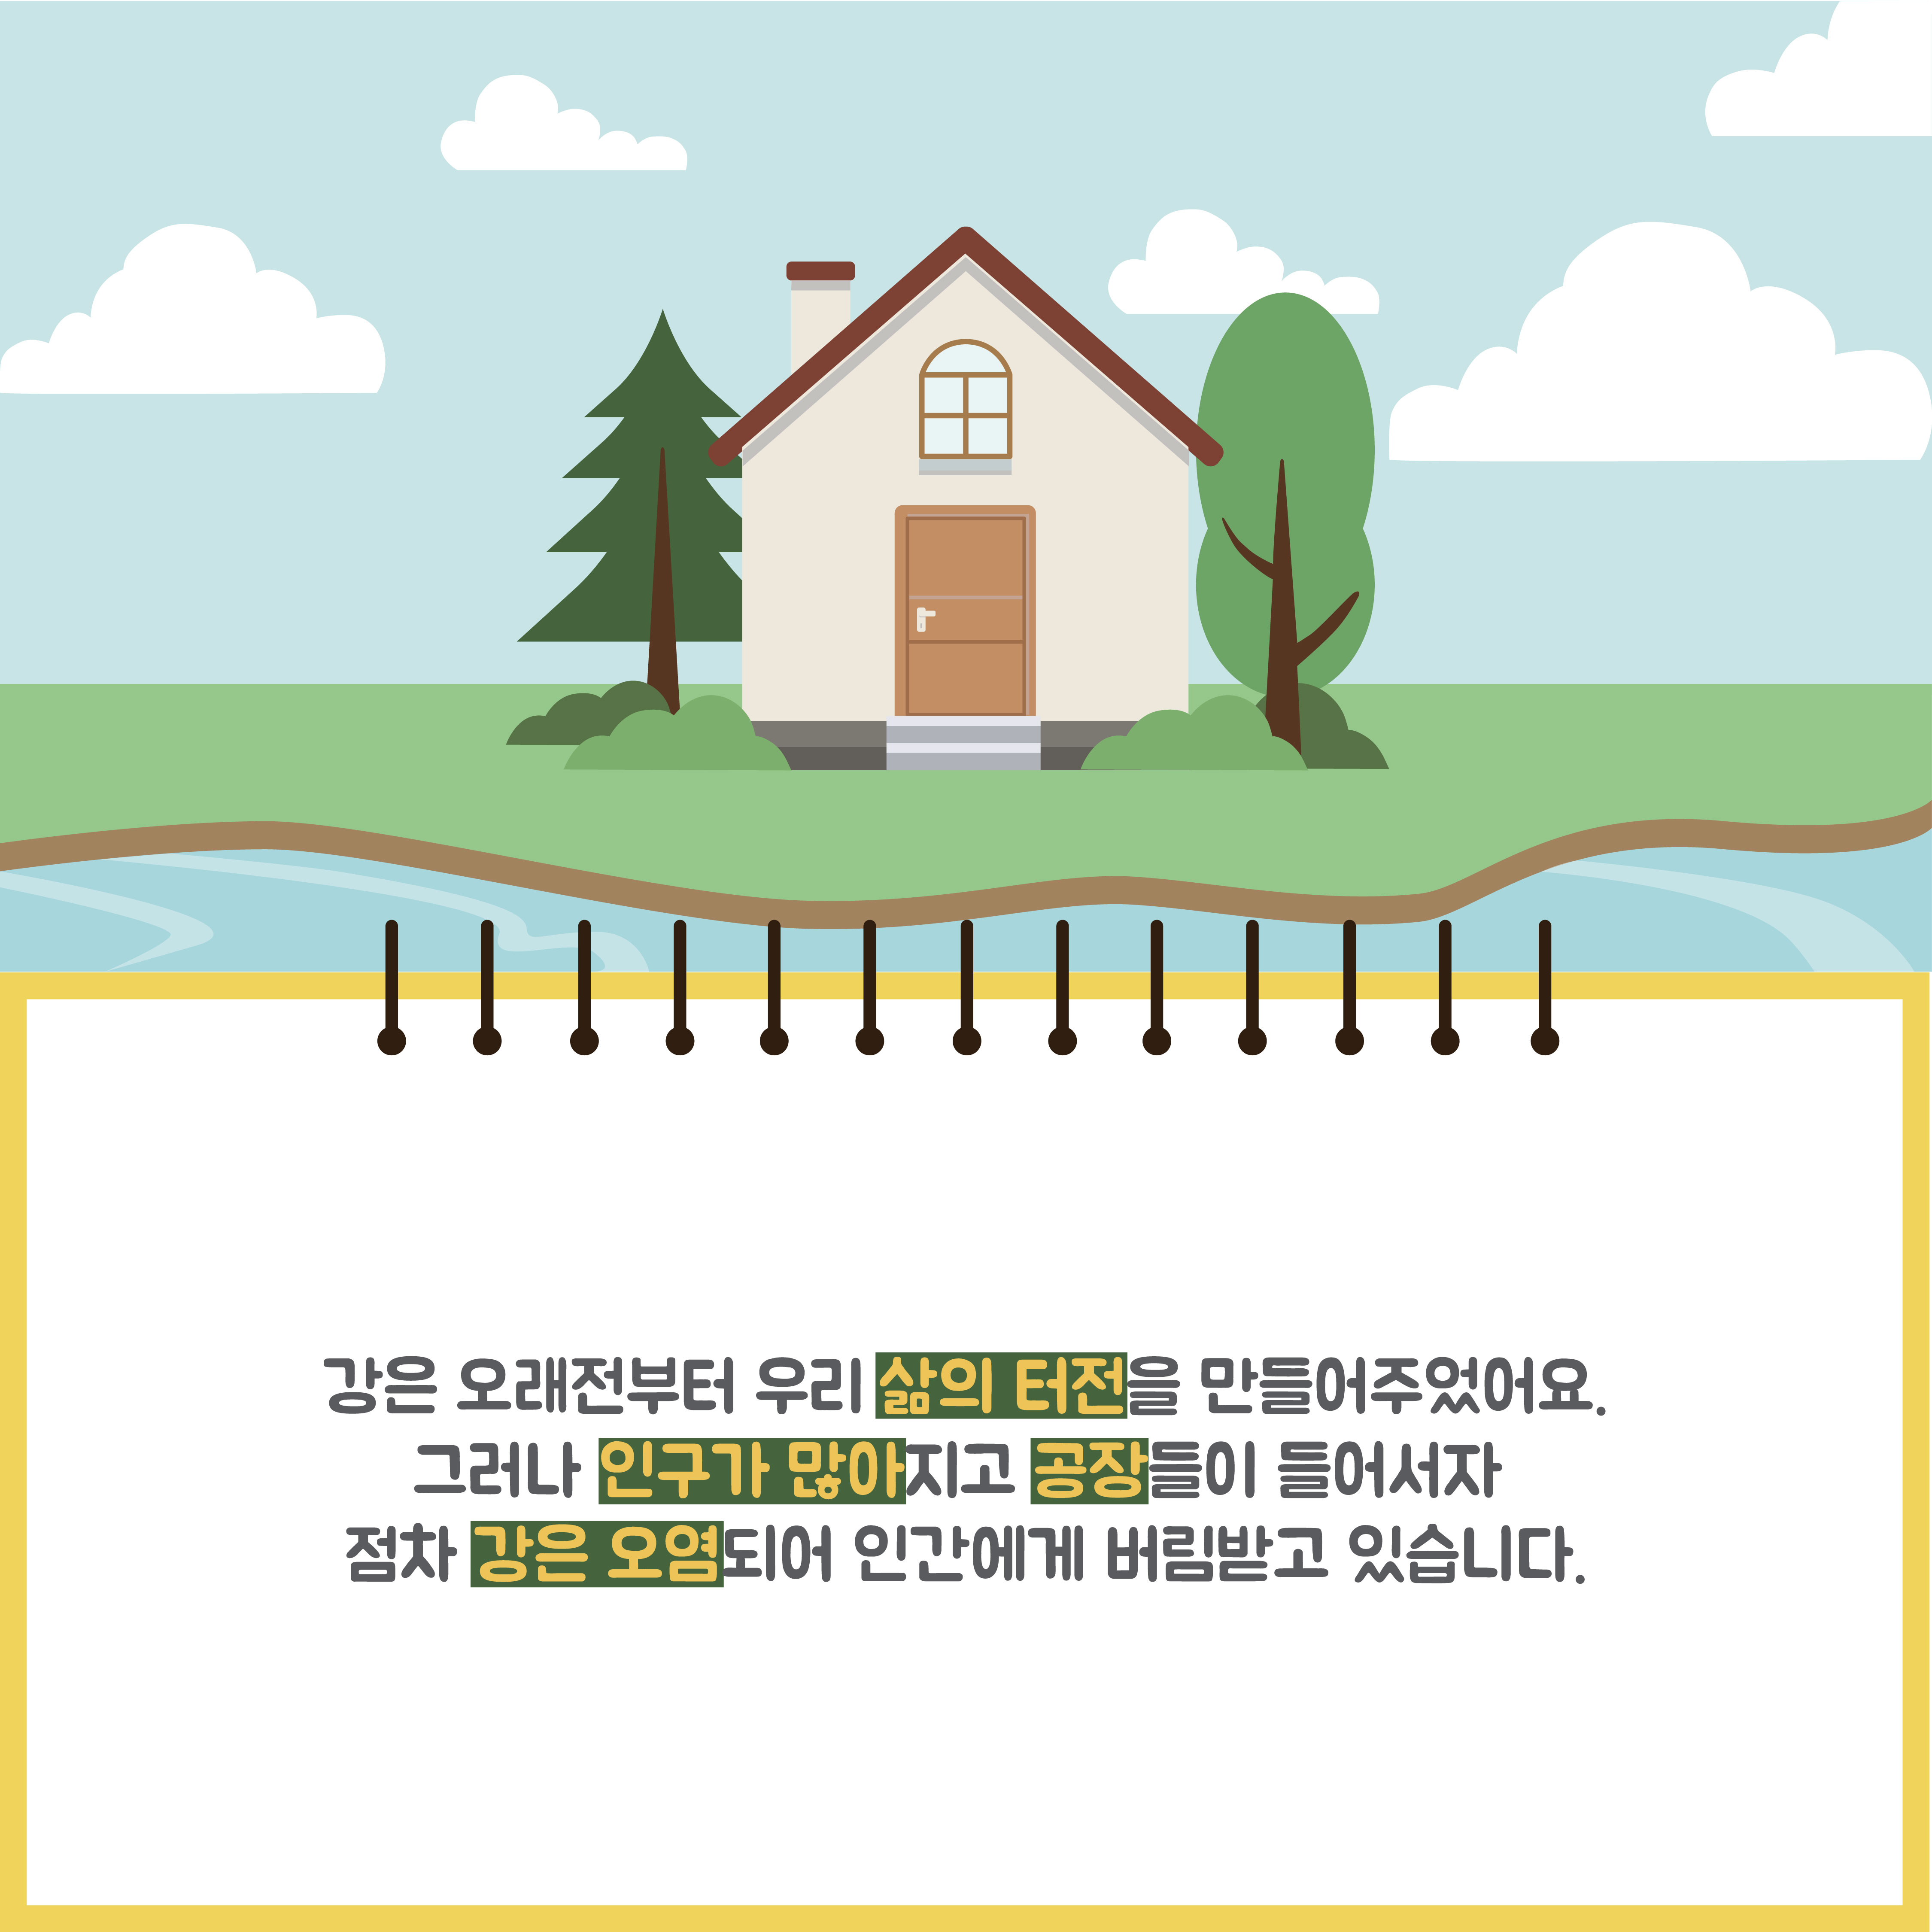 강은 오래전부터 우리 삶의 터전을 만들어주었어요.
그러나 인구가 많아지고 공장들이 들어서자
점차 강은 오염되어 인간에게 버림받고 있습니다.